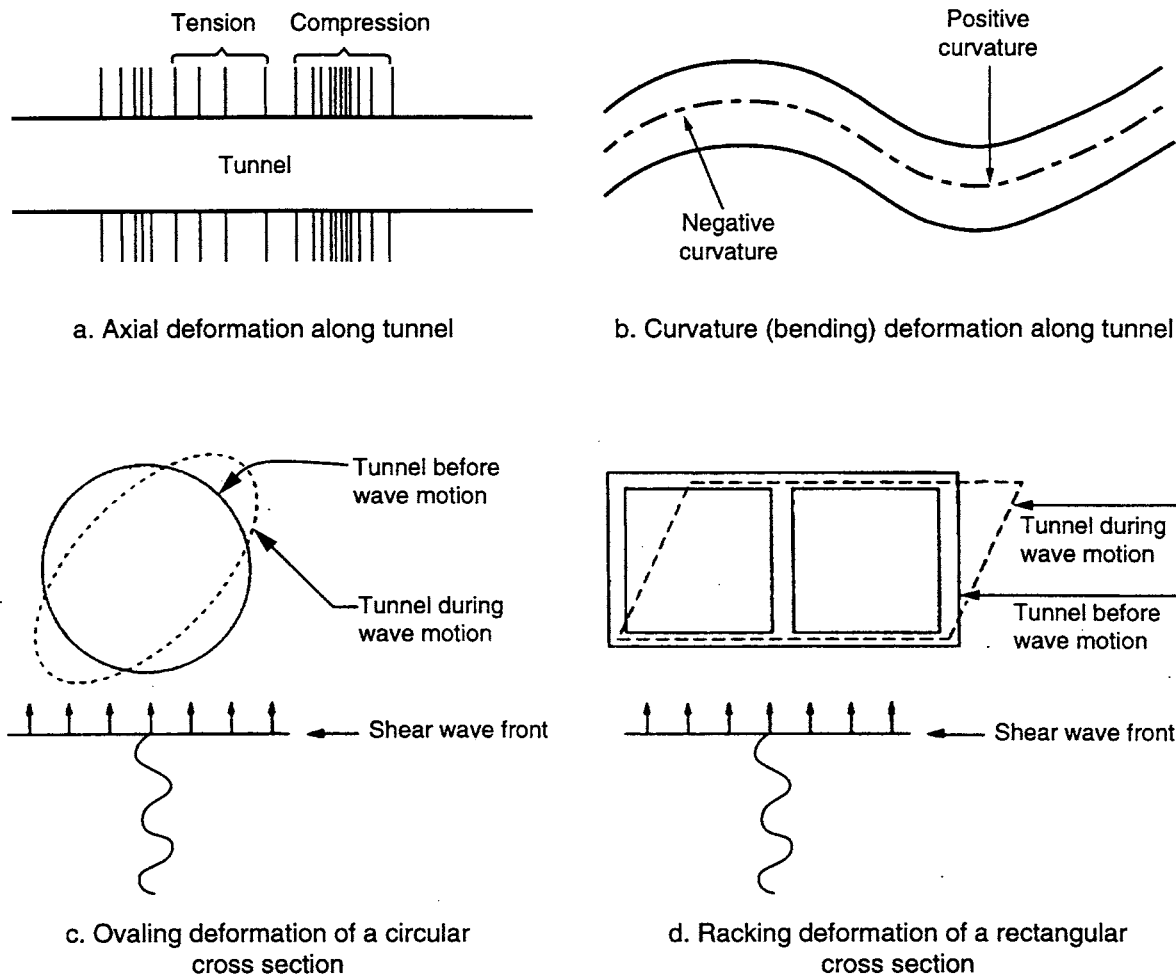 Tension
Compression
Tunnel
a. Axial deformation along tunnel
Positive
curvature
Negative
curvature
b. Curvature (bending) deformation along tunnel
Tunnel before
wave motion
Tunnel during
wave motion
Shear wave front
c. Ovaling deformation of a circular
cross section
Tunnel during
wave motion
Tunnel before
wave motion
Shear wave front
d. Racking deformation of a rectangular
cross section